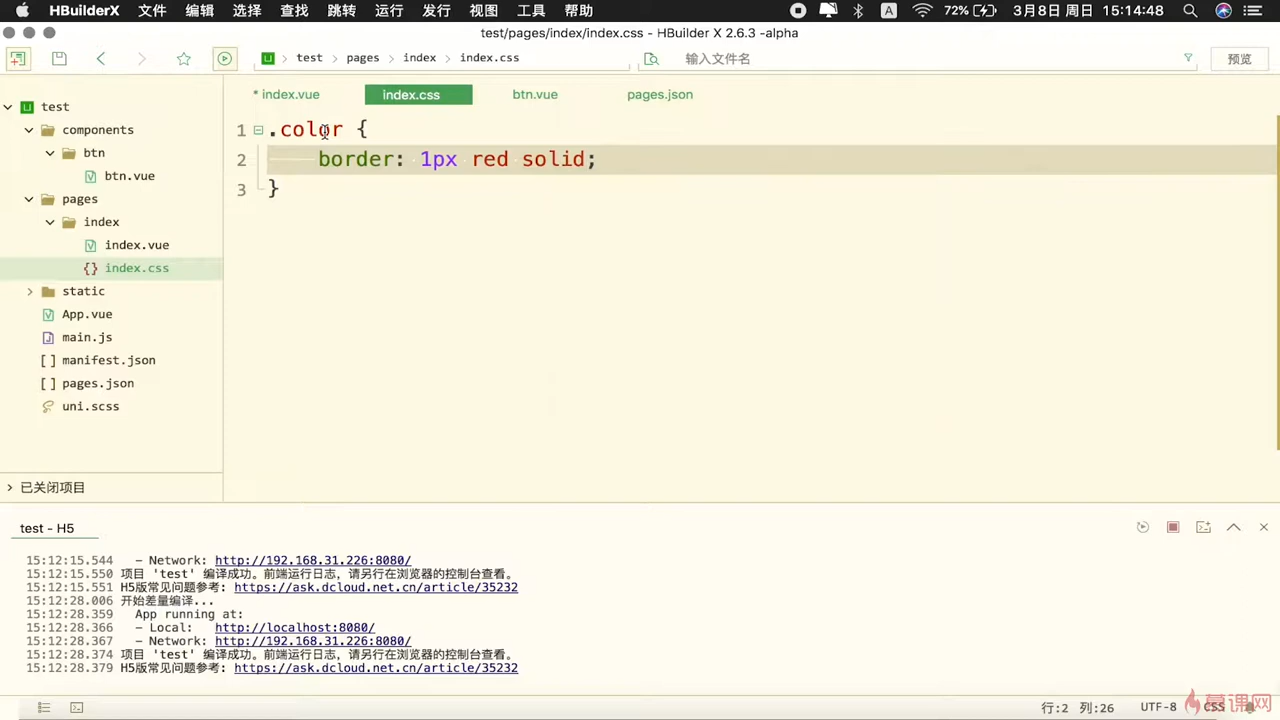 HBuilderX 文件 编辑 选择 查找 跳转 运行 发行 视图 工具 帮助 A 72% 3月8日 周日 15:14:48
test/pages/index/index.css - HBuilder X 2.6.3 -alpha
test > pages > index > index.css 输入文件名 预览
* index.vue index.css btn.vue pages.json
test
components
btn
btn.vue
pages
index
index.vue
{} index.css
static
App.vue
main.js
[ ] manifest.json
[ ] pages.json
uni.scss
已关闭项目
1 .color {
2 border: 1px red solid;
3 }
test - H5
15:12:15.544 - Network: http://192.168.31.226:8080/
15:12:15.550 项目 'test' 编译成功。前端运行日志，请另行在浏览器的控制台查看。
15:12:15.551 H5版常见问题参考: https://ask.dcloud.net.cn/article/35232
15:12:28.006 开始差量编译...
15:12:28.359 App running at:
15:12:28.366 - Local: http://localhost:8080/
15:12:28.367 - Network: http://192.168.31.226:8080/
15:12:28.374 项目 'test' 编译成功。前端运行日志，请另行在浏览器的控制台查看。
15:12:28.379 H5版常见问题参考: https://ask.dcloud.net.cn/article/35232
行:2 列:26 UTF-8 CSS
慕课网